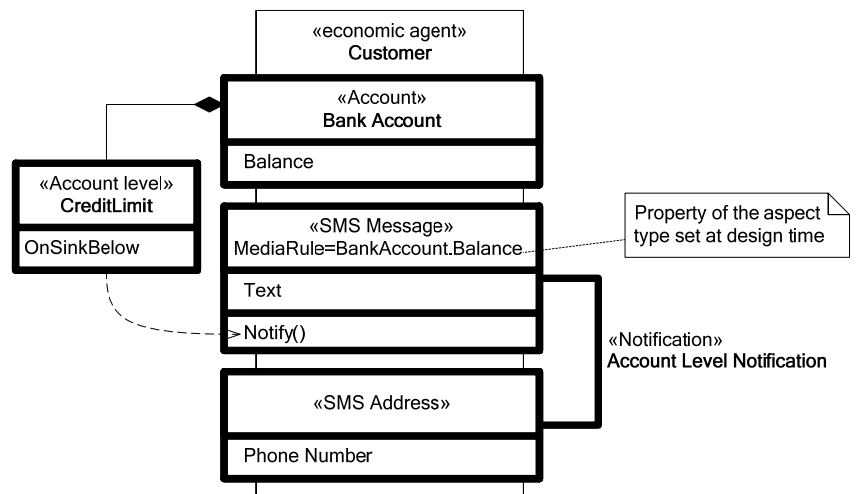 «economic agent»
Customer
«Account»
Bank Account
Balance
«Account level»
CreditLimit
OnSinkBelow
«SMS Message»
MediaRule=BankAccount.Balance
Text
Notify()
Property of the aspect
type set at design time
«Notification»
Account Level Notification
«SMS Address»
Phone Number